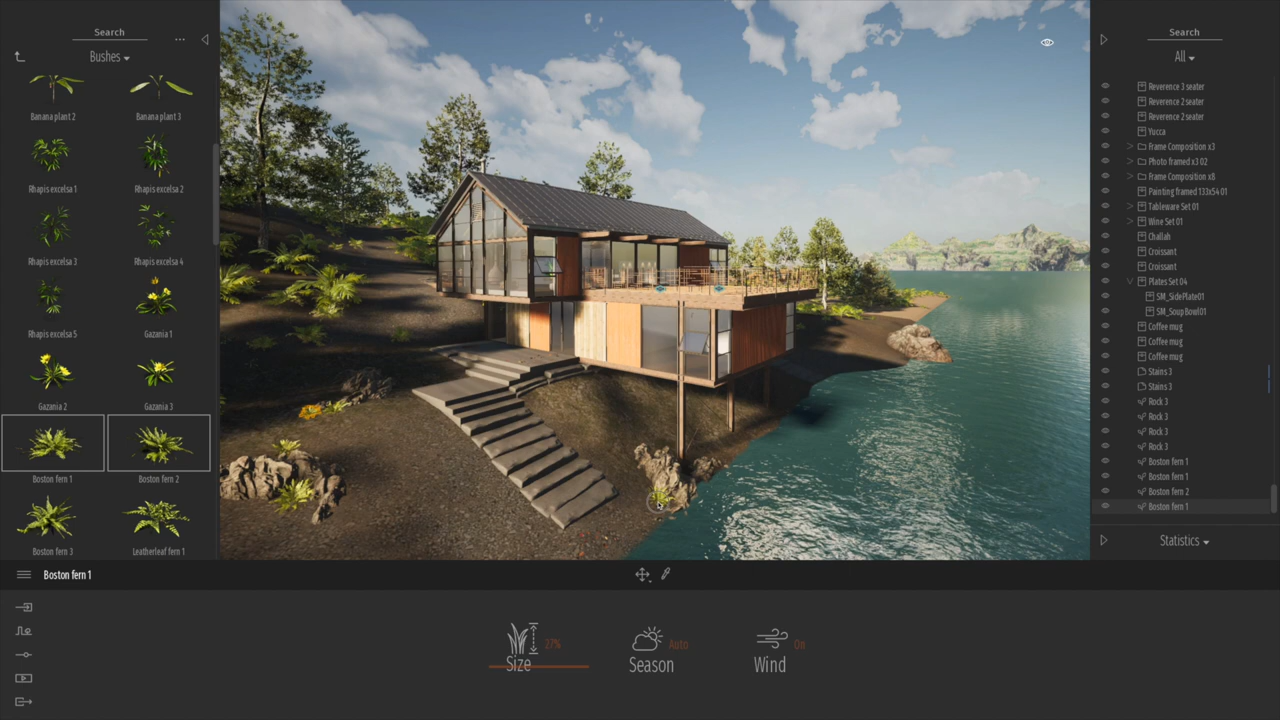 Search
...
Bushes
Banana plant 2
Banana plant 3
Rhapis excelsa 1
Rhapis excelsa 2
Rhapis excelsa 3
Rhapis excelsa 4
Rhapis excelsa 5
Gazania 1
Gazania 2
Gazania 3
Boston fern 1
Boston fern 2
Boston fern 3
Leatherleaf fern 1
Search
All
Reverence 3 seater
Reverence 2 seater
Reverence 2 seater
Yucca
Frame Composition x3
Photo framed x3 02
Frame Composition x8
Painting framed 133x54 01
Tableware Set 01
Wine Set 01
Challah
Croissant
Croissant
Plates Set 04
SM_SidePlate01
SM_SoupBowl01
Coffee mug
Coffee mug
Coffee mug
Stains 3
Stains 3
Rock 3
Rock 3
Rock 3
Rock 3
Boston fern 1
Boston fern 1
Boston fern 2
Boston fern 1
Statistics
Boston fern 1
27%
Size
Auto
Season
On
Wind